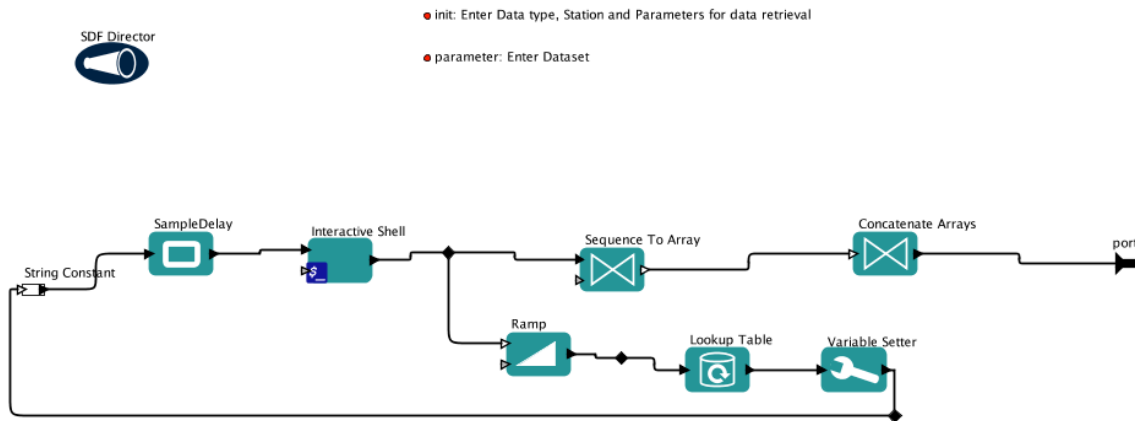 init: Enter Data type, Station and Parameters for data retrieval
SDF Director
parameter: Enter Dataset
SampleDelay
Interactive Shell
Sequence To Array
Concatenate Arrays
port
String Constant
$_
Ramp
Lookup Table
Variable Setter